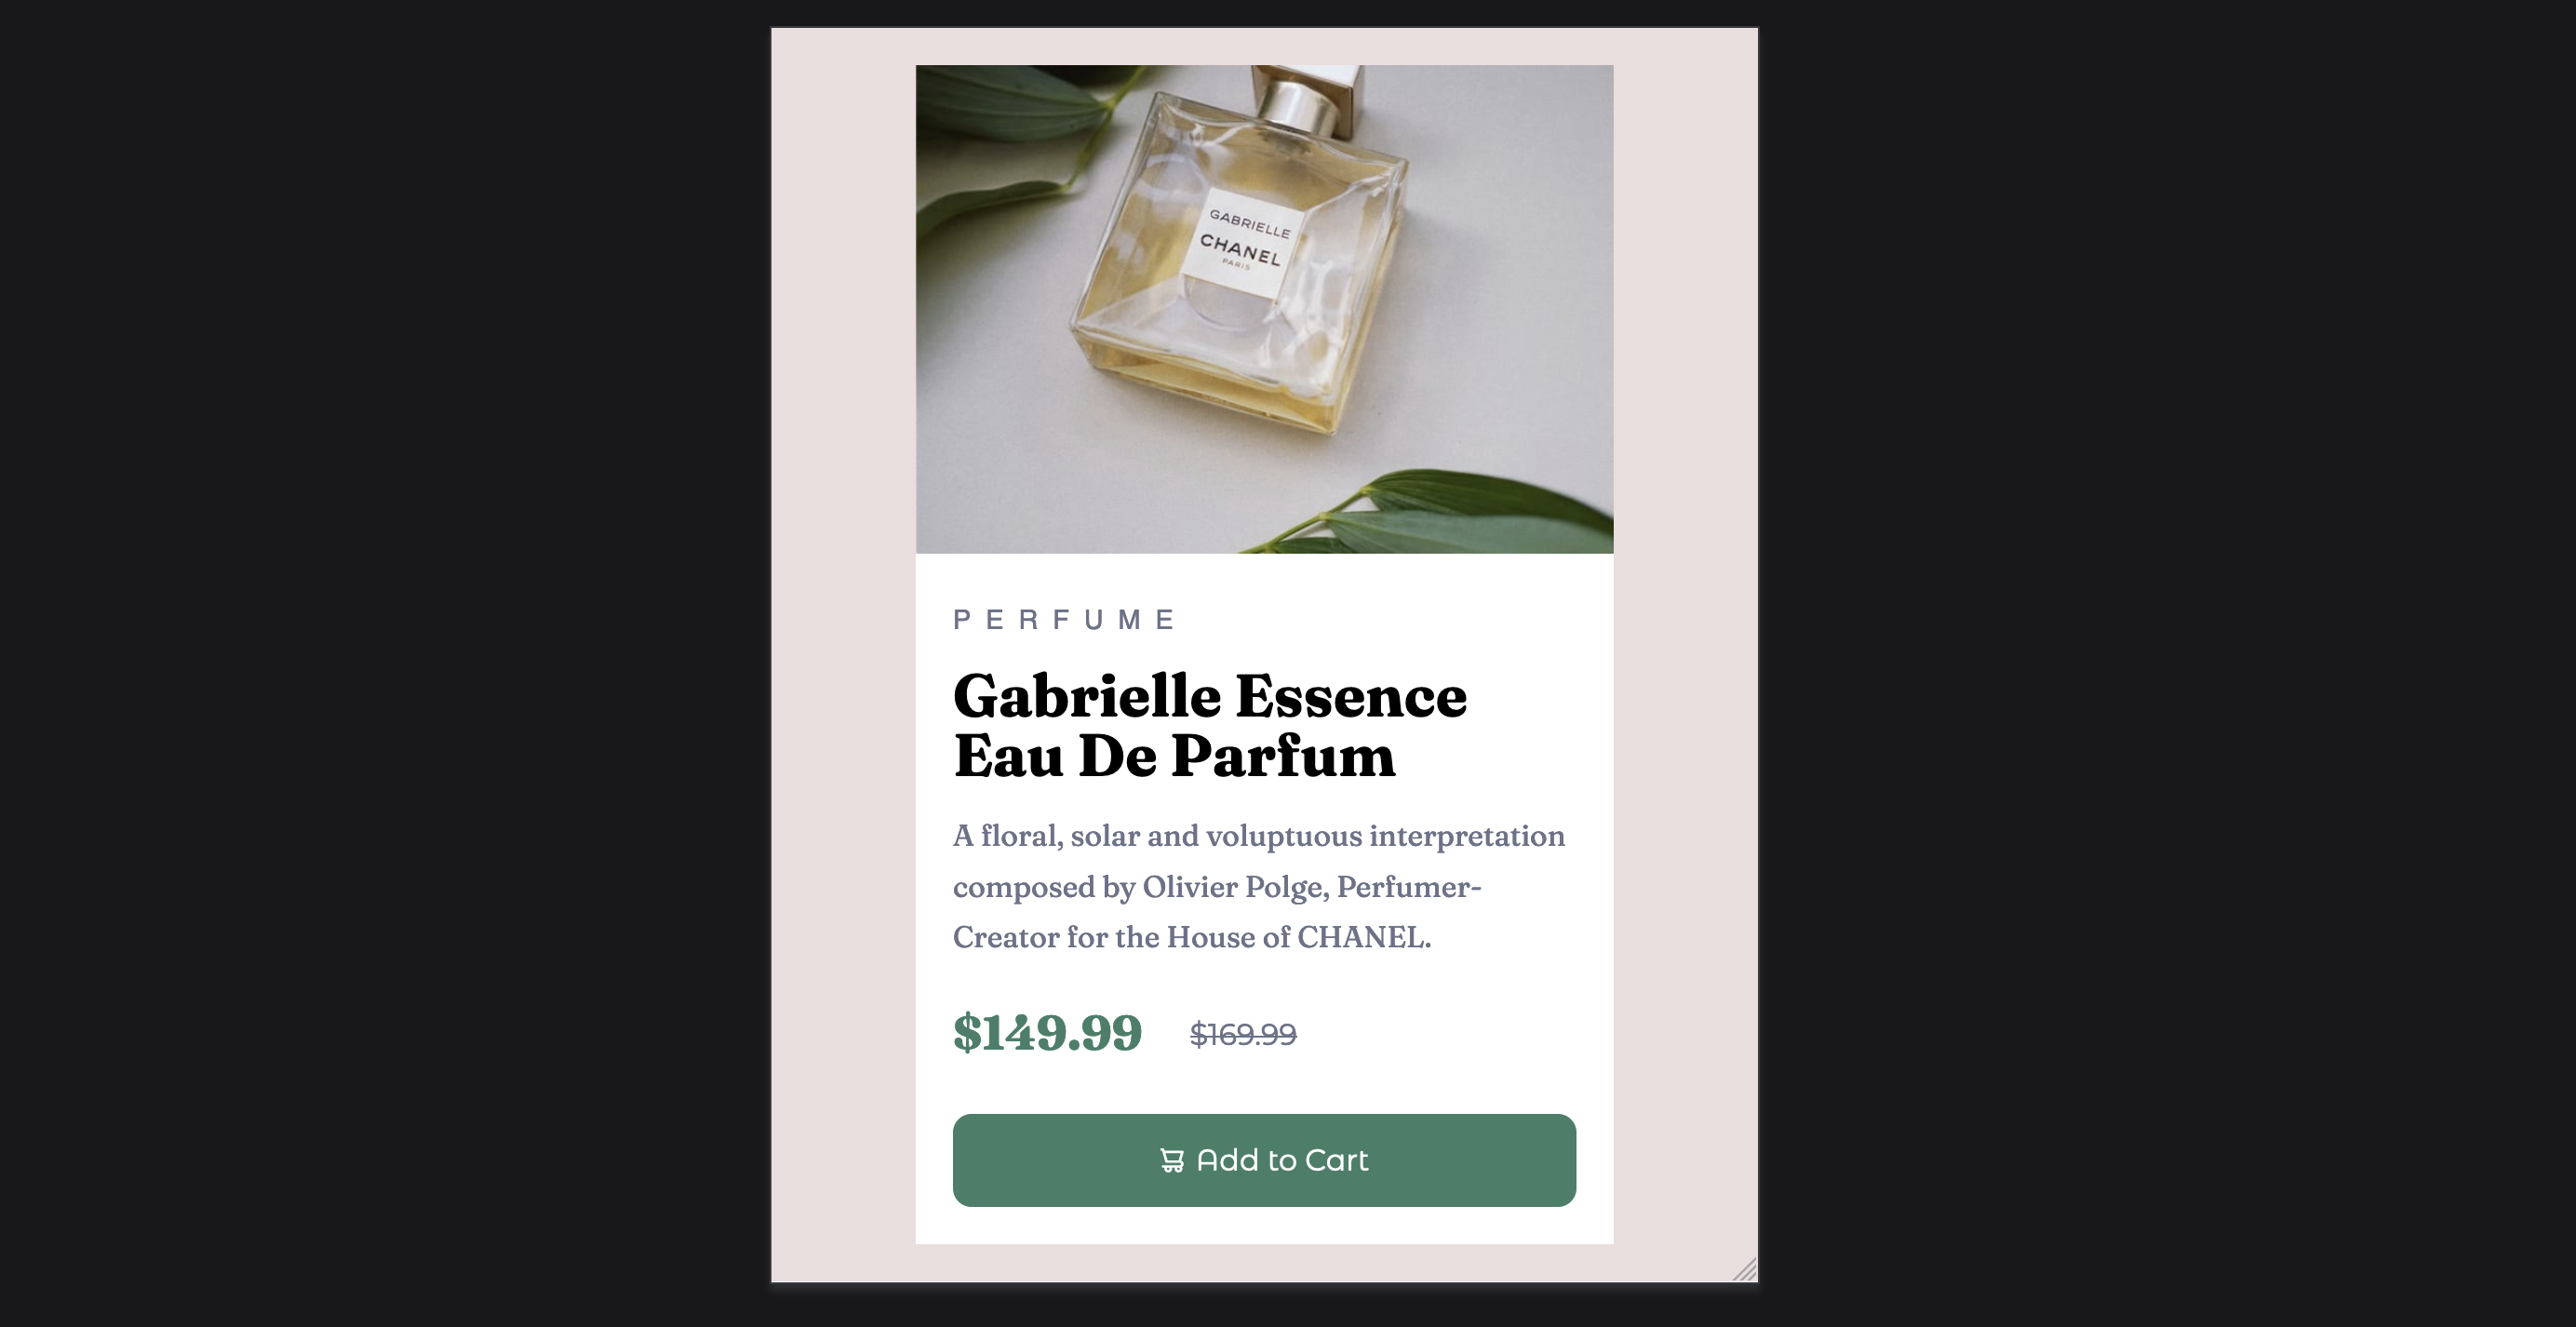 GABRIELLE
CHANEL
PARIS
PERFUME
Gabrielle Essence
Eau De Parfum
A floral, solar and voluptuous interpretation
composed by Olivier Polge, Perfumer-
Creator for the House of CHANEL.
$149.99 $169.99
Add to Cart